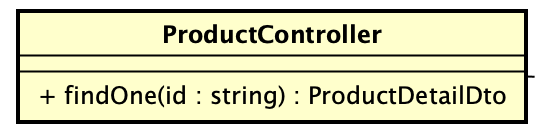 ProductController
+ findOne(id : string) : ProductDetailDto